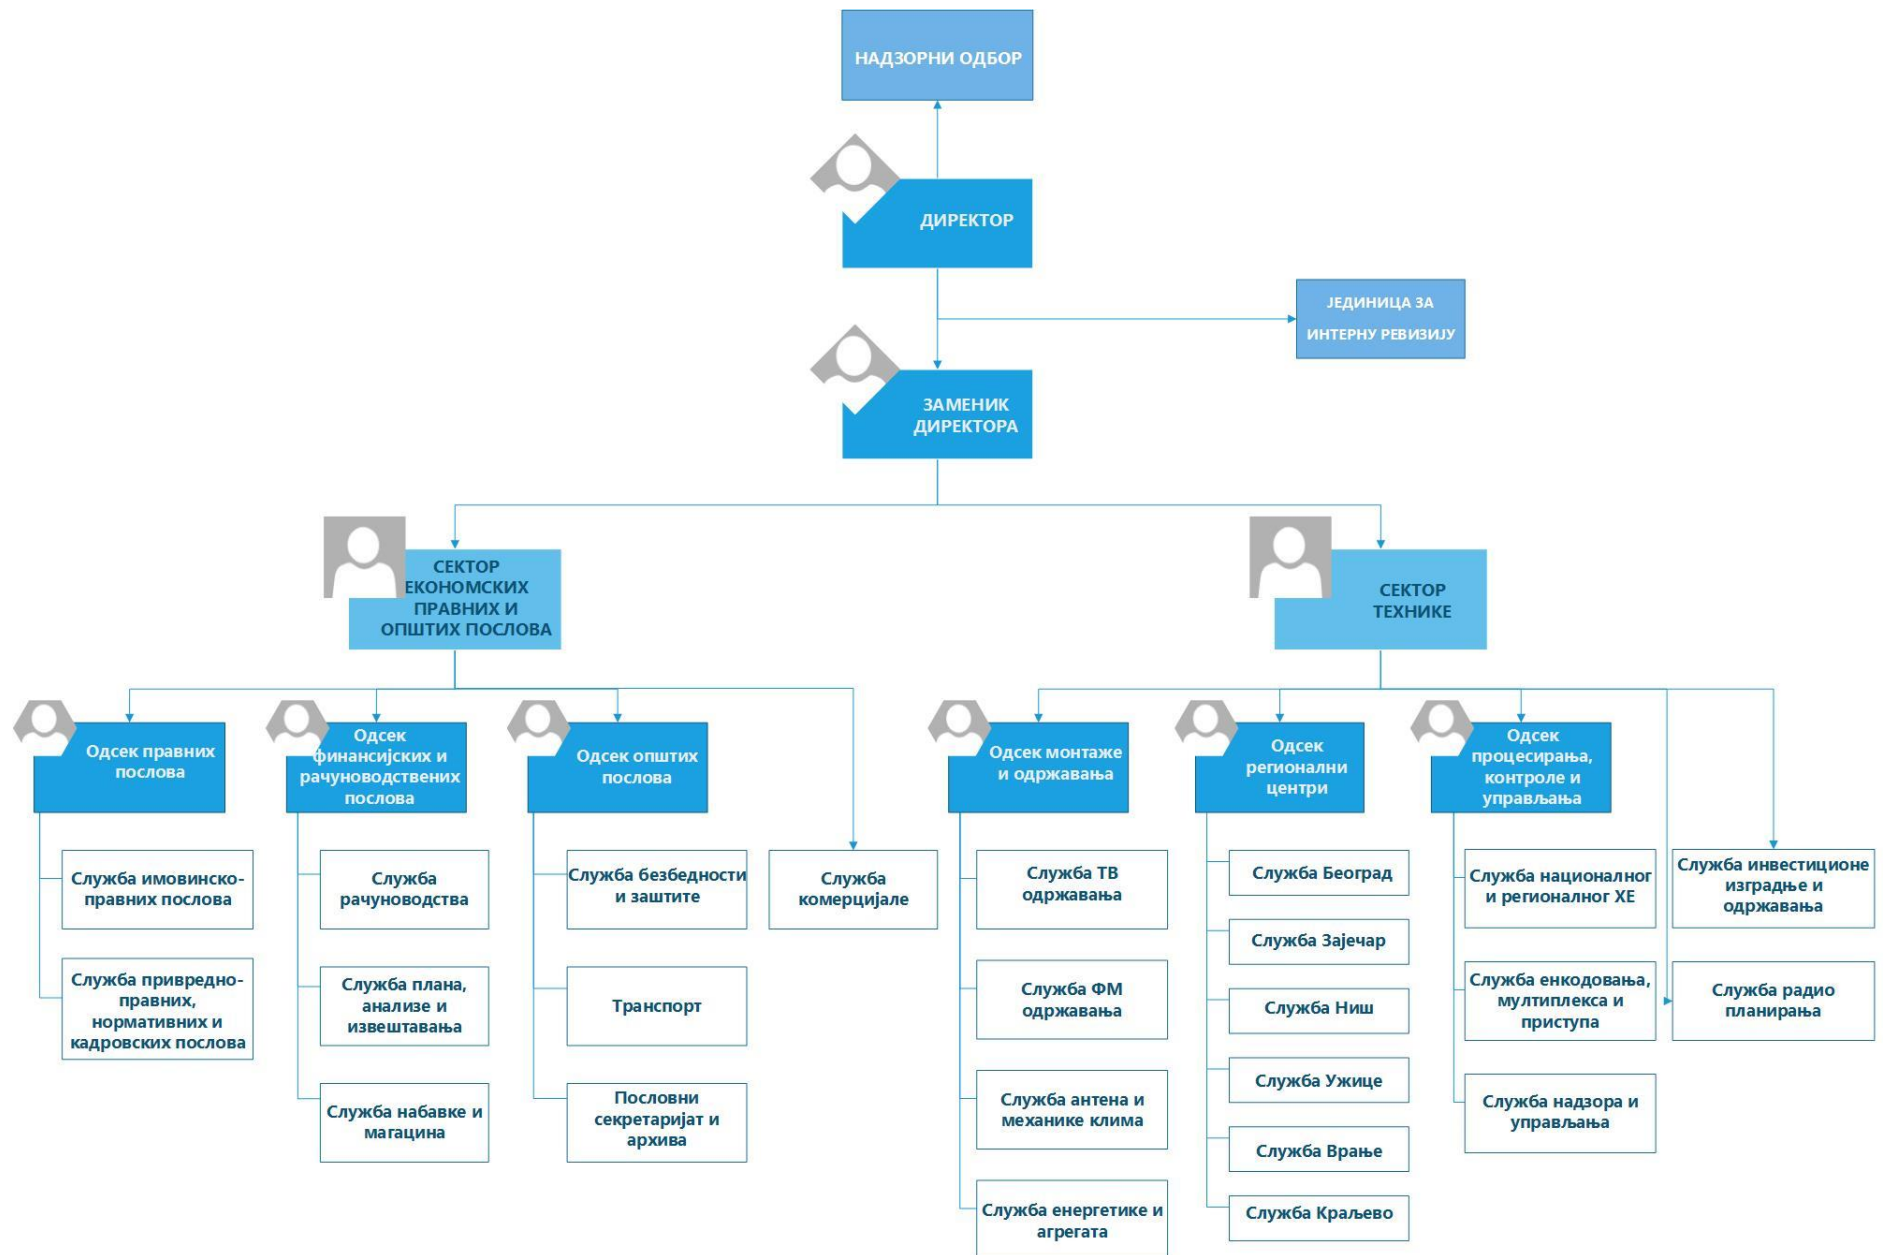 НАДЗОРНИ ОДБОР
ДИРЕКТОР
ЈЕДИНИЦА ЗА
ИНТЕРНУ РЕВИЗИЈУ
ЗАМЕНИК
ДИРЕКТОРА
СЕКТОР
ЕКОНОМСКИХ
ПРАВНИХ И
ОПШТИХ ПОСЛОВА
СЕКТОР
ТЕХНИКЕ
Одсек правних
послова
Одсек
финансијских и
рачуноводствених
послова
Одсек општих
послова
Одсек монтаже
и одржавања
Одсек
регионални
центри
Одсек
процесирања,
контроле и
управљања
Служба имовинско-
правних послова
Служба привредно-
правних,
нормативних и
кадровских послова
Служба
рачуноводства
Служба плана,
анализе и
извештавања
Служба набавке и
магацина
Служба безбедности
и заштите
Транспорт
Пословни
секретаријат и
архива
Служба
комерцијале
Служба ТВ
одржавања
Служба ФМ
одржавања
Служба антена и
механике клима
Служба енергетике и
агрегата
Служба Београд
Служба Зајечар
Служба Ниш
Служба Ужице
Служба Врање
Служба Краљево
Служба националног
и регионалног ХЕ
Служба енкодовања,
мултиплекса и
приступа
Служба надзора и
управљања
Служба инвестиционе
изградње и
одржавања
Служба радио
планирања